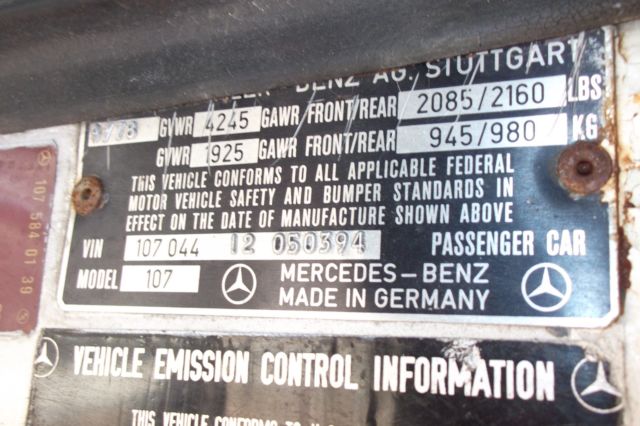 BENZ AG. STUTTGART
GVWR 4245 GAWR FRONT/REAR 2085/2160 LBS
GVWR 1925 GAWR FRONT/REAR 945/980 KG
THIS VEHICLE CONFORMS TO ALL APPLICABLE FEDERAL
MOTOR VEHICLE SAFETY AND BUMPER STANDARDS IN
EFFECT ON THE DATE OF MANUFACTURE SHOWN ABOVE
VIN 107 044 12 050394 PASSENGER CAR
MODEL 107 MERCEDES-BENZ
MADE IN GERMANY
107 584 01 39
VEHICLE EMISSION CONTROL INFORMATION
THIS VEHICLE CONFORMS TO